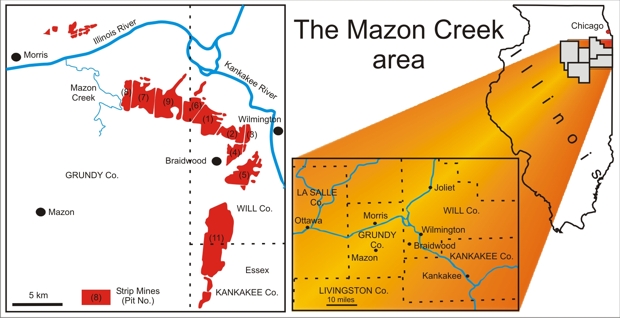 The Mazon Creek
area
Illinois River
Morris
Mazon
Creek
Kankakee River
(9)
(7)
(9)
(6)
(1)
Wilmington
(2)
(3)
(4)
Braidwood
(5)
GRUNDY Co.
Mazon
WILL Co.
(11)
Essex
KANKAKEE Co.
5 km
(8)
Strip Mines
(Pit No.)
Chicago
Illinois
LA SALLE
Co.
Joliet
Ottawa
Morris
WILL Co.
GRUNDY
Co.
Wilmington
Braidwood
Mazon
KANKAKEE Co.
Kankakee
LIVINGSTON Co.
10 miles